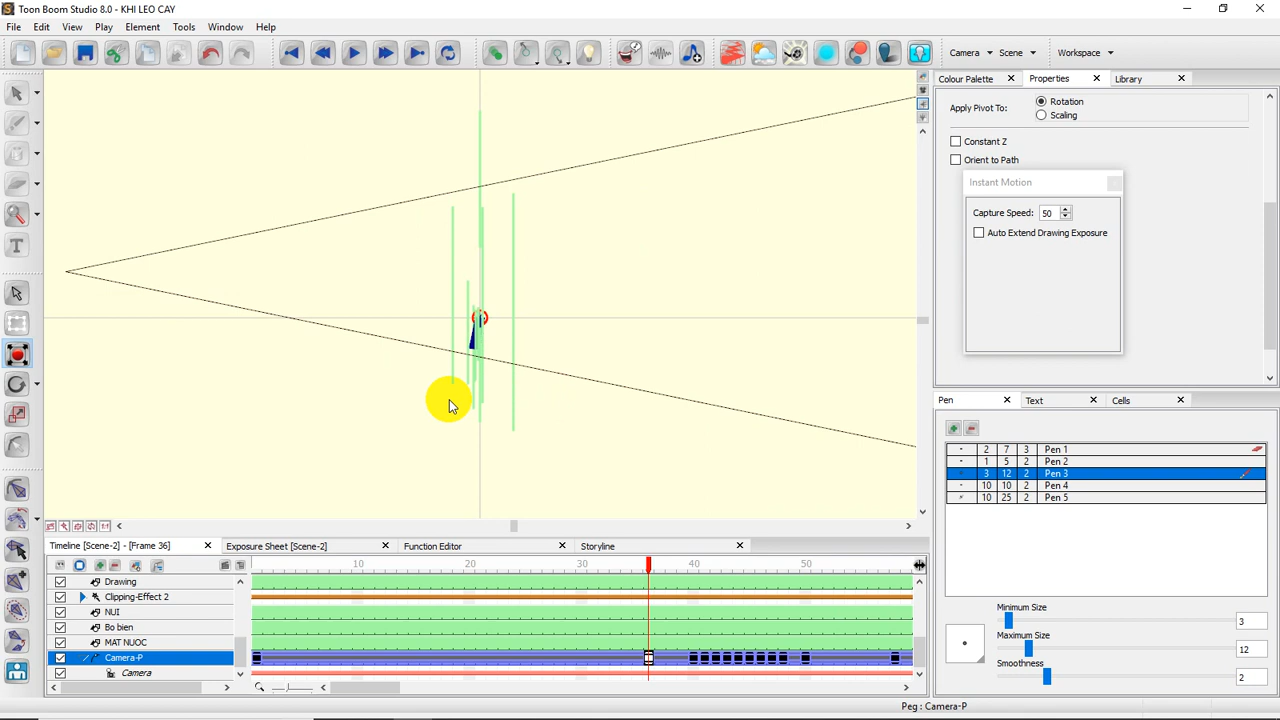 Toon Boom Studio 8.0 - KHI LEO CAY
File Edit View Play Element Tools Window Help
Camera Scene Workspace
Colour Palette Properties Library
Apply Pivot To: Rotation
Scaling
Constant Z
Orient to Path
Instant Motion
Capture Speed: 50
Auto Extend Drawing Exposure
Pen Text Cells
2 7 3 Pen 1
1 5 2 Pen 2
3 12 2 Pen 3
10 10 2 Pen 4
10 25 2 Pen 5
Minimum Size
3
Maximum Size
12
Smoothness
2
Timeline [Scene-2] - [Frame 36] Exposure Sheet [Scene-2] Function Editor Storyline
10 20 30 40 50
Drawing
Clipping-Effect 2
NUI
Bo bien
MAT NUOC
Camera-P
Camera
Peg : Camera-P